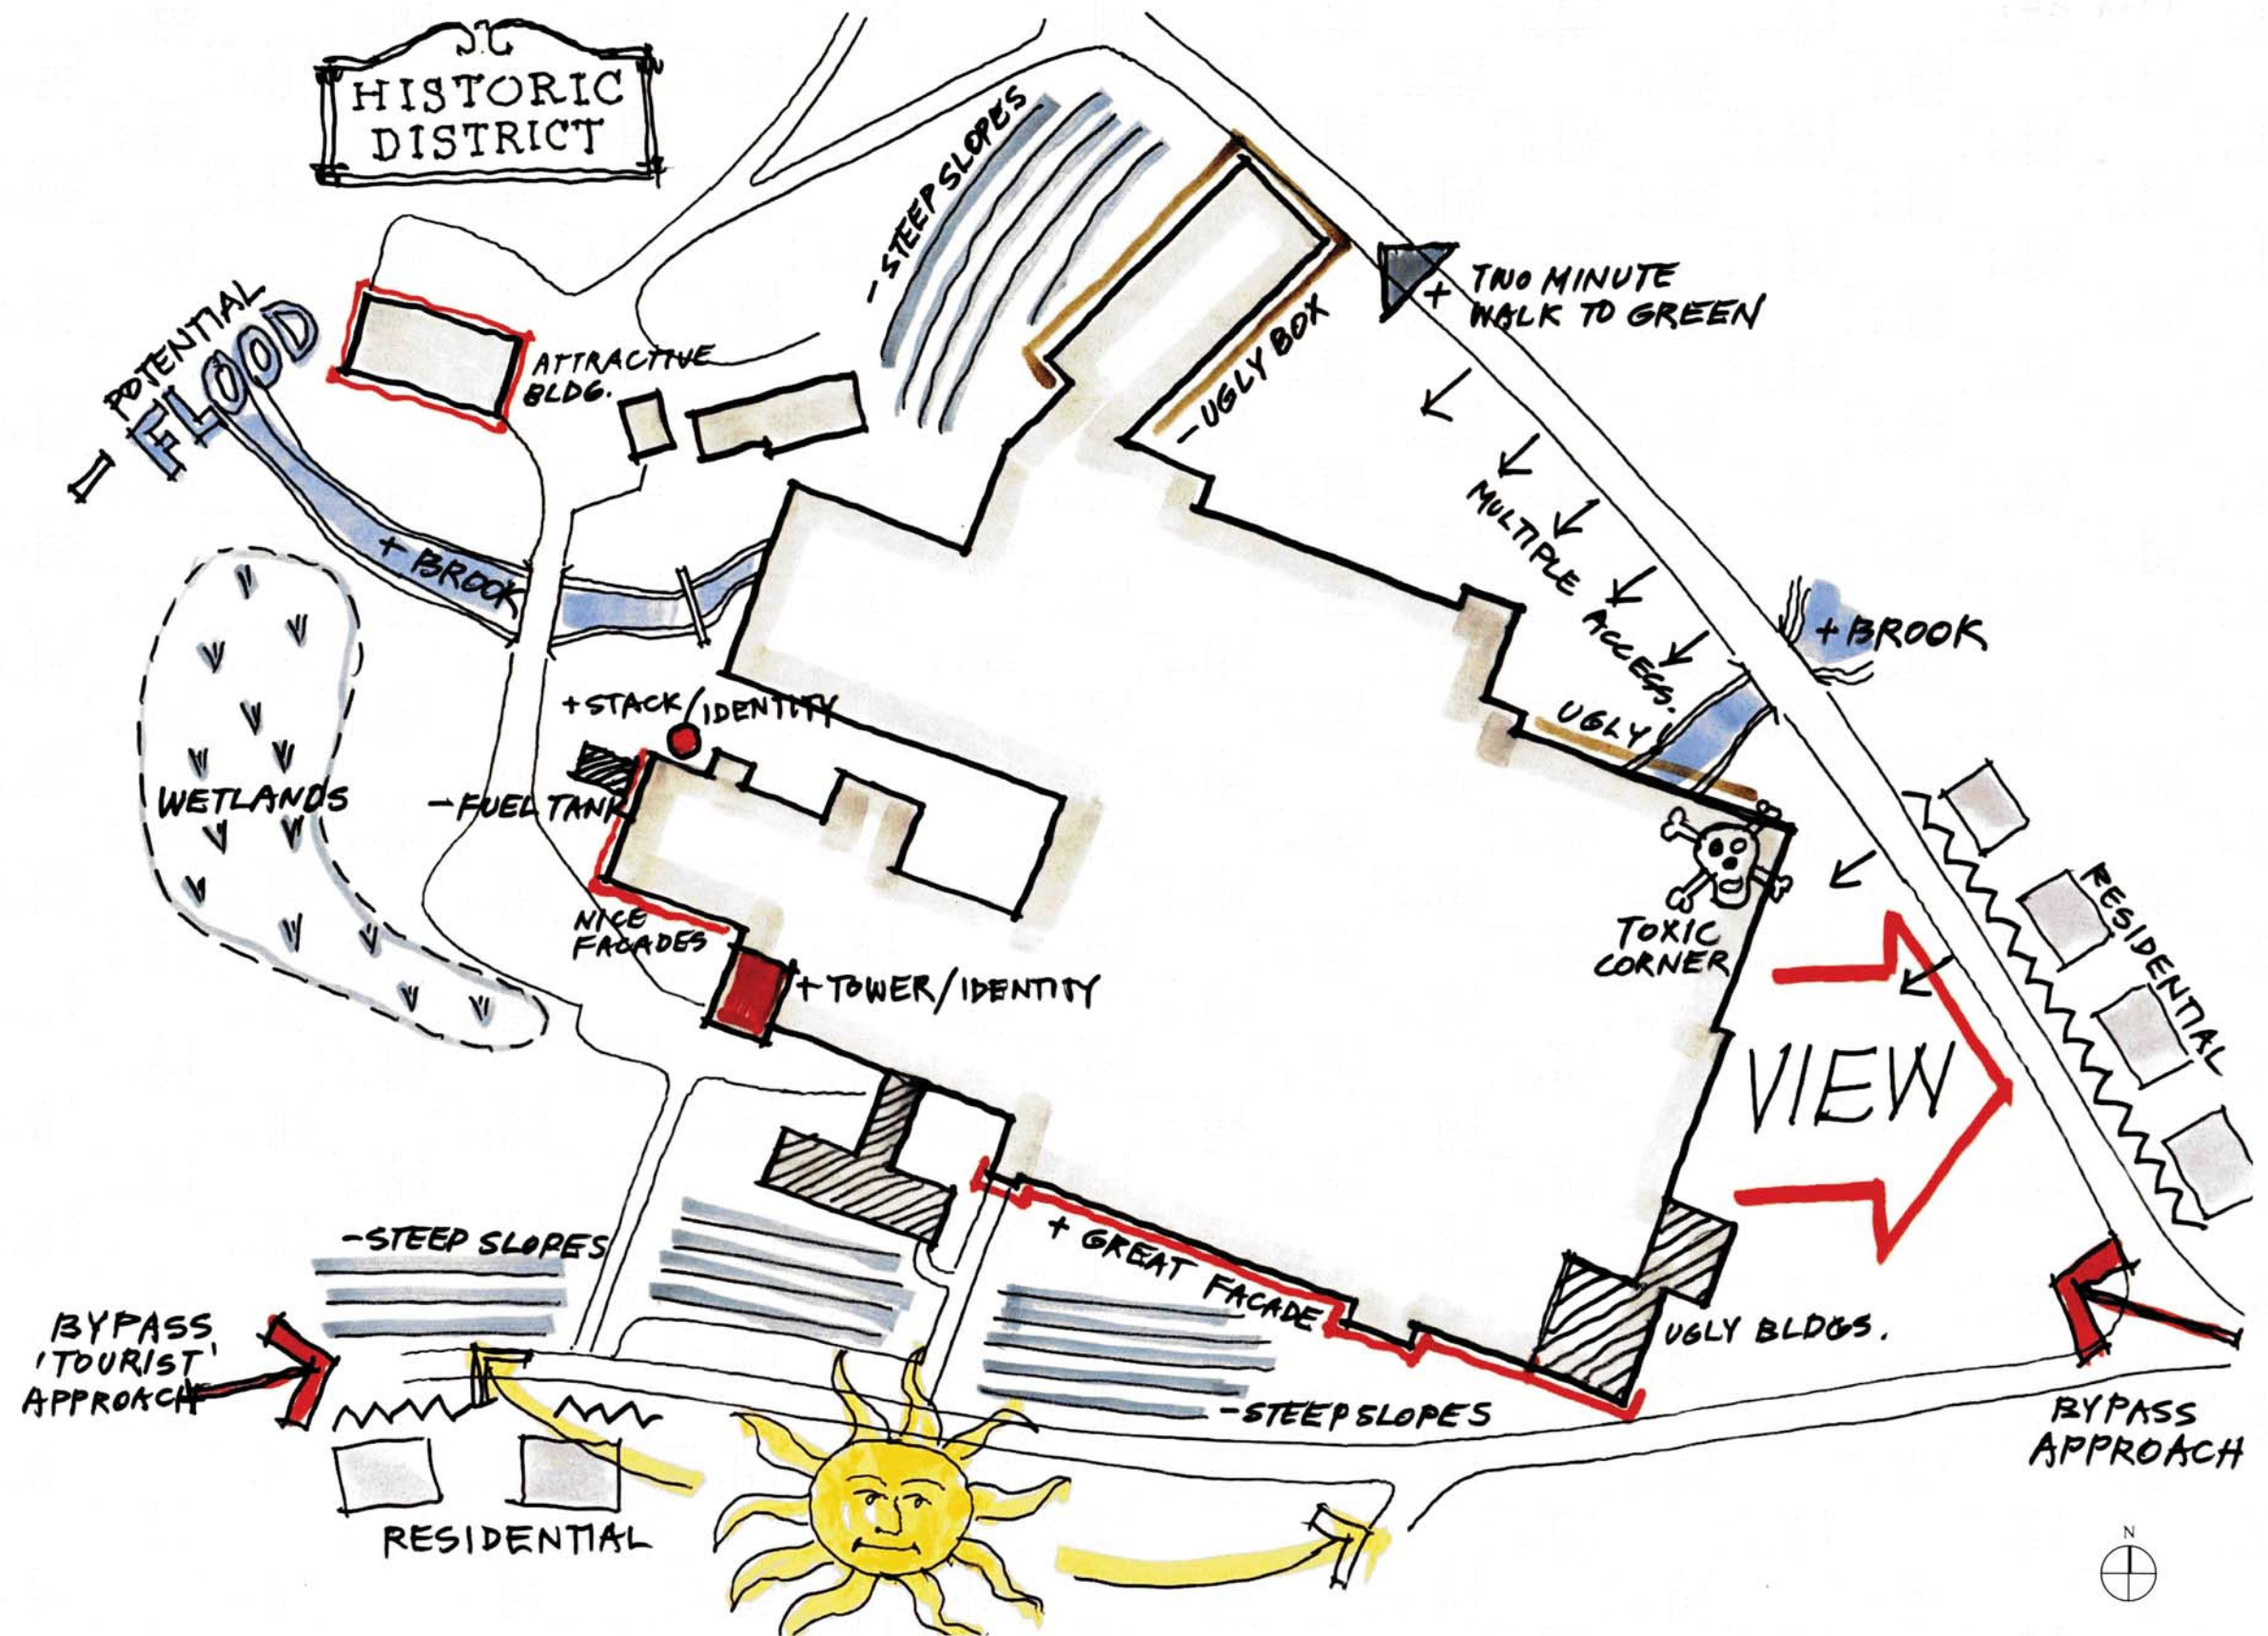 HISTORIC
DISTRICT
- STEEP SLOPES
+ TWO MINUTE
WALK TO GREEN
- UGLY BOX
POTENTIAL
- FLOOD
ATTRACTIVE
BLDG.
MULTIPLE ACCESS.
+ BROOK
+ BROOK
UGLY
+ STACK/IDENTITY
WETLANDS
- FUEL TANK
NICE
FACADES
TOXIC
CORNER
RESIDENTIAL
+ TOWER/IDENTITY
VIEW
+ GREAT FACADE
- STEEP SLOPES
BYPASS
'TOURIST'
APPROACH
UGLY BLDGS.
- STEEP SLOPES
BYPASS
APPROACH
RESIDENTIAL
N